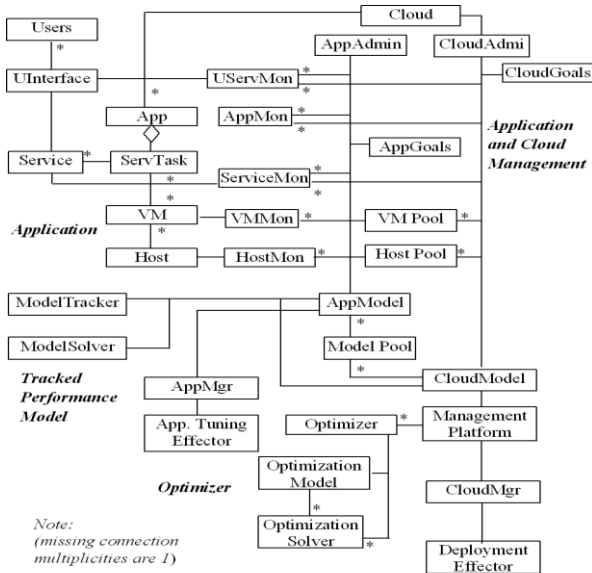 Cloud
Users
*
AppAdmin
CloudAdmi
UInterface
UServMon
*
*
CloudGoals
*
App
AppMon
*
*
Application
and Cloud
Management
AppGoals
Service
*
ServTask
ServiceMon
*
*
*
*
Application
VM
VMMon
*
VM Pool
*
*
Host
HostMon
*
Host Pool
*
ModelTracker
AppModel
*
ModelSolver
Model Pool
*
Tracked
Performance
Model
AppMgr
CloudModel
App. Tuning
Effector
Optimizer
*
Management
Platform
Optimizer
Optimization
Model
*
CloudMgr
Note:
(missing connection
multiplicities are 1)
Optimization
Solver
*
Deployment
Effector